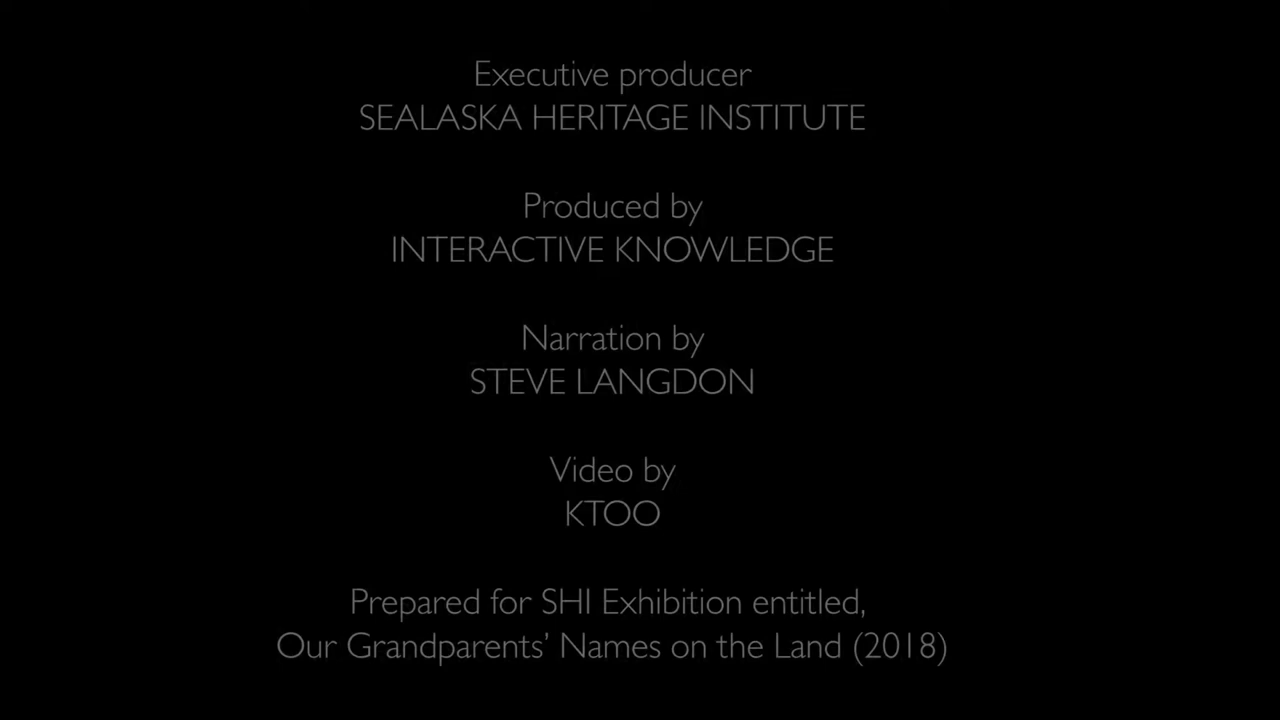 Executive producer
SEALASKA HERITAGE INSTITUTE
Produced by
INTERACTIVE KNOWLEDGE
Narration by
STEVE LANGDON
Video by
KTOO
Prepared for SHI Exhibition entitled,
Our Grandparents’ Names on the Land (2018)